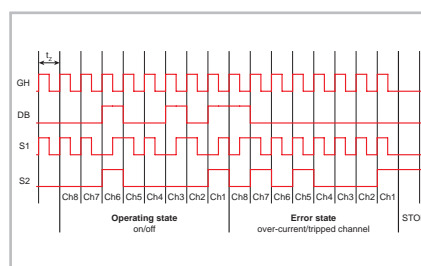 tz
GH
DB
S1
S2
Ch8 Ch7 Ch6 Ch5 Ch4 Ch3 Ch2 Ch1 Ch8 Ch7 Ch6 Ch5 Ch4 Ch3 Ch2 Ch1
Operating state Error state STO
on/off over-current/tripped channel